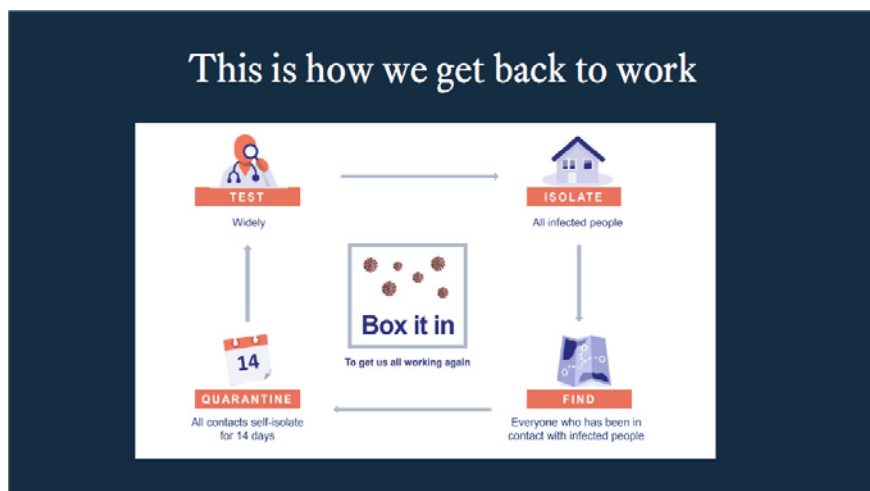 This is how we get back to work
TEST
Widely
ISOLATE
All infected people
Box it in
To get us all working again
14
QUARANTINE
All contacts self-isolate
for 14 days
FIND
Everyone who has been in
contact with infected people